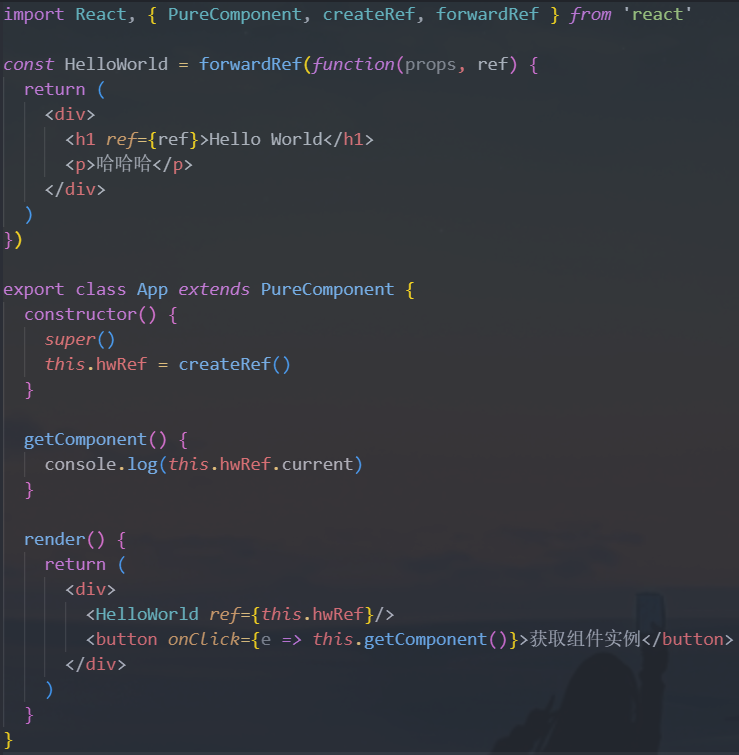 import React, { PureComponent, createRef, forwardRef } from 'react'

const HelloWorld = forwardRef(function(props, ref) {
  return (
    <div>
      <h1 ref={ref}>Hello World</h1>
      <p>哈哈哈</p>
    </div>
  )
})

export class App extends PureComponent {
  constructor() {
    super()
    this.hwRef = createRef()
  }

  getComponent() {
    console.log(this.hwRef.current)
  }

  render() {
    return (
      <div>
        <HelloWorld ref={this.hwRef}/>
        <button onClick={e => this.getComponent()}>获取组件实例</button>
      </div>
    )
  }
}